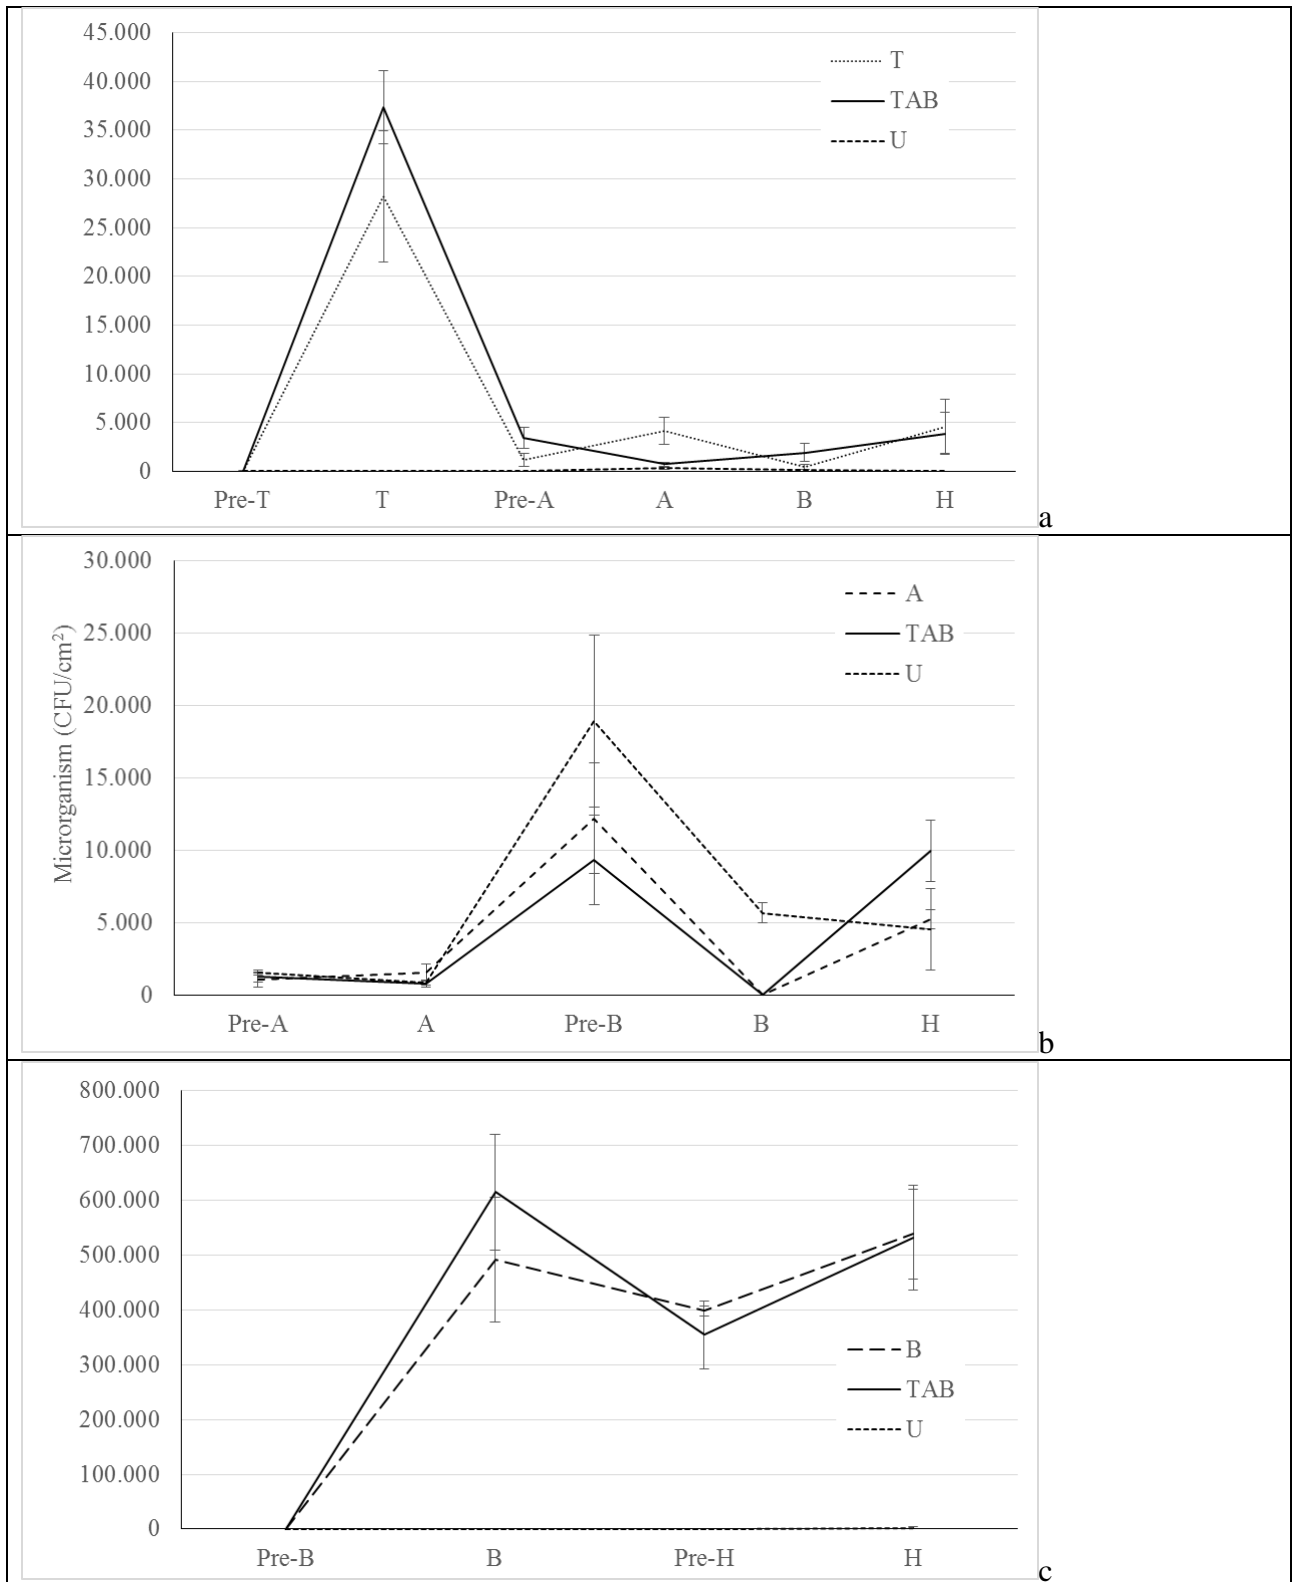 45.000
40.000
35.000
30.000
25.000
20.000
15.000
10.000
5.000
0
T
TAB
U
Pre-T T Pre-A A B H
a
30.000
25.000
20.000
15.000
10.000
5.000
0
Microrganism (CFU/cm²)
A
TAB
U
Pre-A A Pre-B B H
b
800.000
700.000
600.000
500.000
400.000
300.000
200.000
100.000
0
B
TAB
U
Pre-B B Pre-H H
c